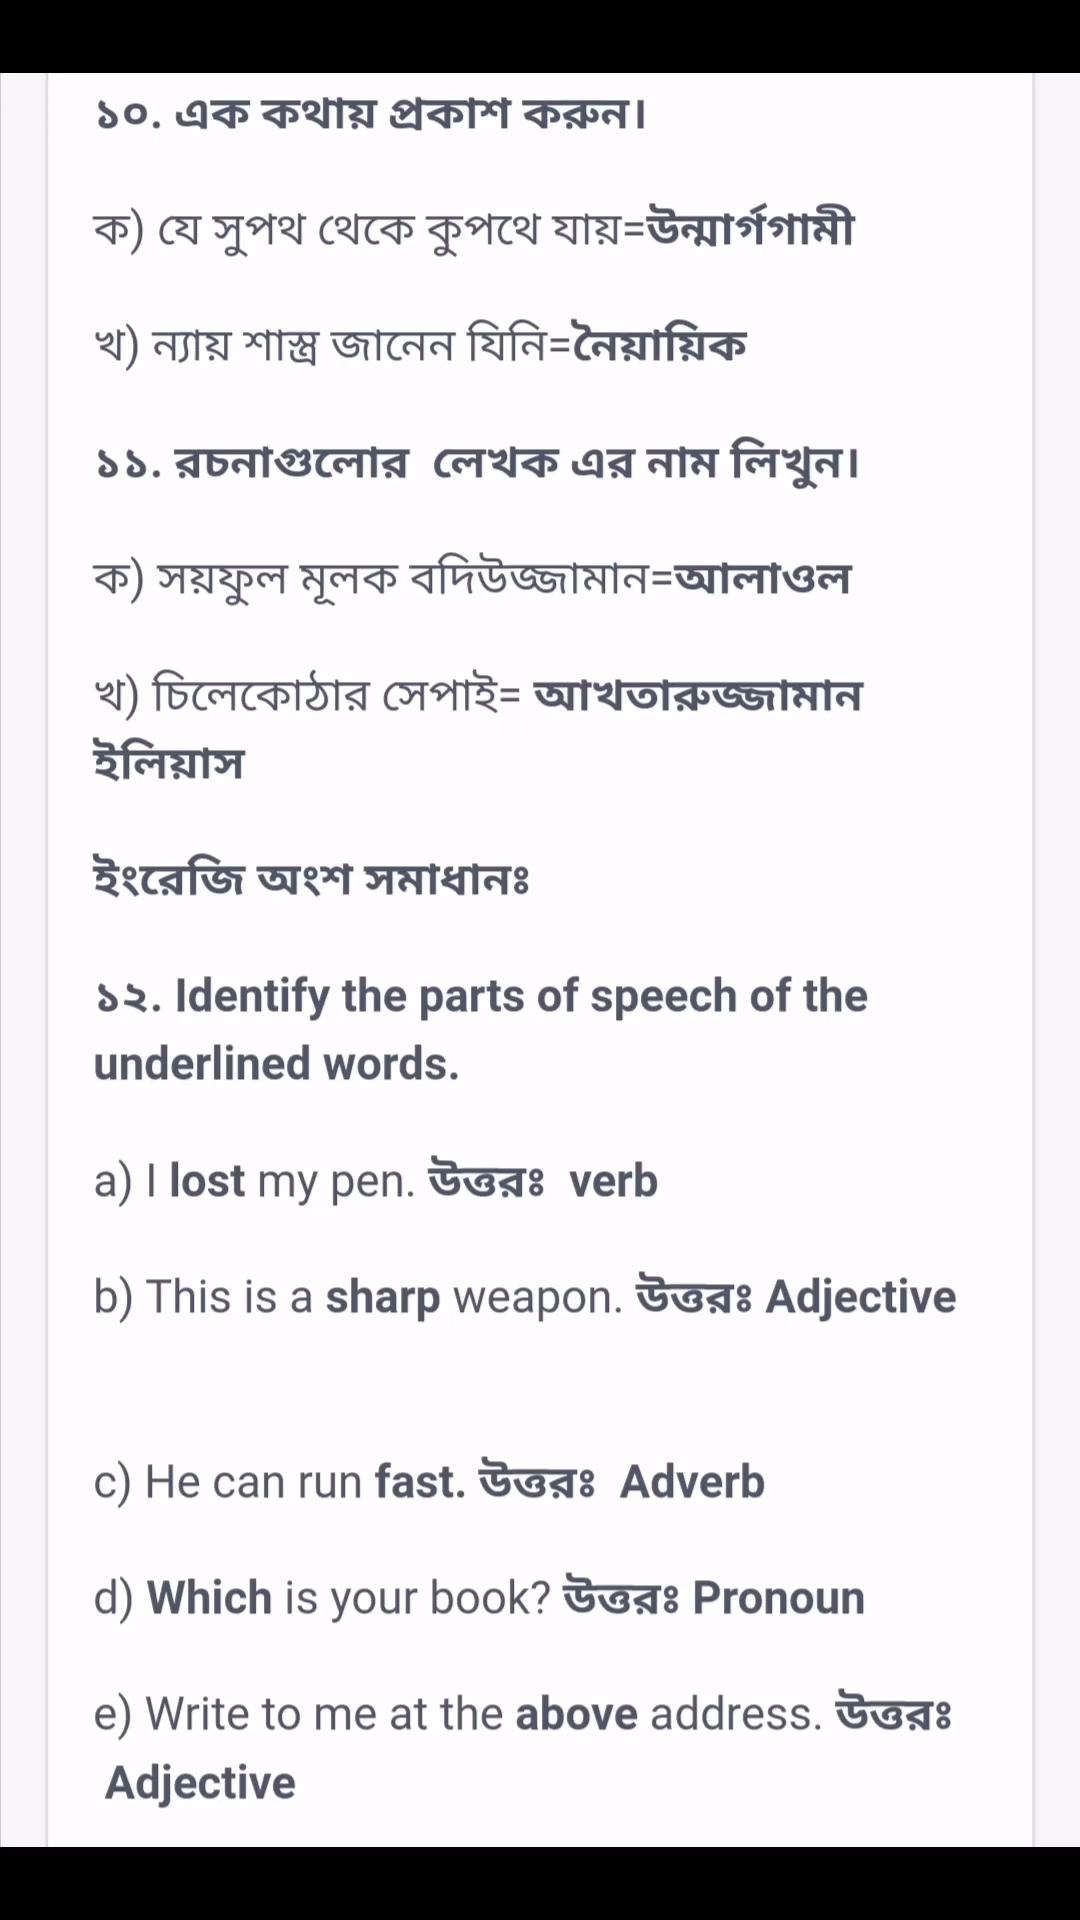 ১০. এক কথায় প্রকাশ করুন।
ক) যে সুপথ থেকে কুপথে যায়=উন্মার্গগামী
খ) ন্যায় শাস্ত্র জানেন যিনি=নৈয়ায়িক
১১. রচনাগুলোর লেখক এর নাম লিখুন।
ক) সয়ফুল মূলক বদিউজ্জামান=আলাওল
খ) চিলেকোঠার সেপাই= আখতারুজ্জামান
ইলিয়াস
ইংরেজি অংশ সমাধানঃ
১২. Identify the parts of speech of the
underlined words.
a) I lost my pen. উত্তরঃ verb
b) This is a sharp weapon. উত্তরঃ Adjective
c) He can run fast. উত্তরঃ Adverb
d) Which is your book? উত্তরঃ Pronoun
e) Write to me at the above address. উত্তরঃ
Adjective